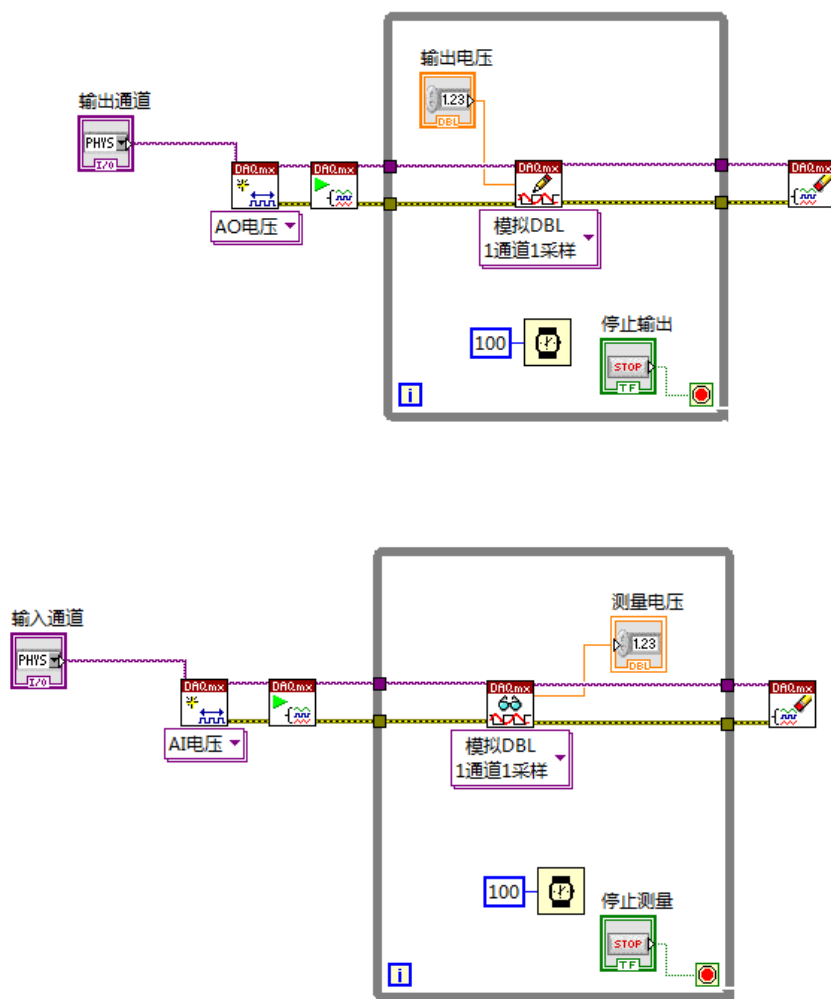 输出电压
1.23
DBL
输出通道
PHYS
I/O
DAQmx
DAQmx
DAQmx
DAQmx
AO电压
模拟DBL
1通道1采样
停止输出
100
STOP
TF
i
测量电压
1.23
DBL
输入通道
PHYS
I/O
DAQmx
DAQmx
DAQmx
DAQmx
AI电压
模拟DBL
1通道1采样
停止测量
100
STOP
TF
i